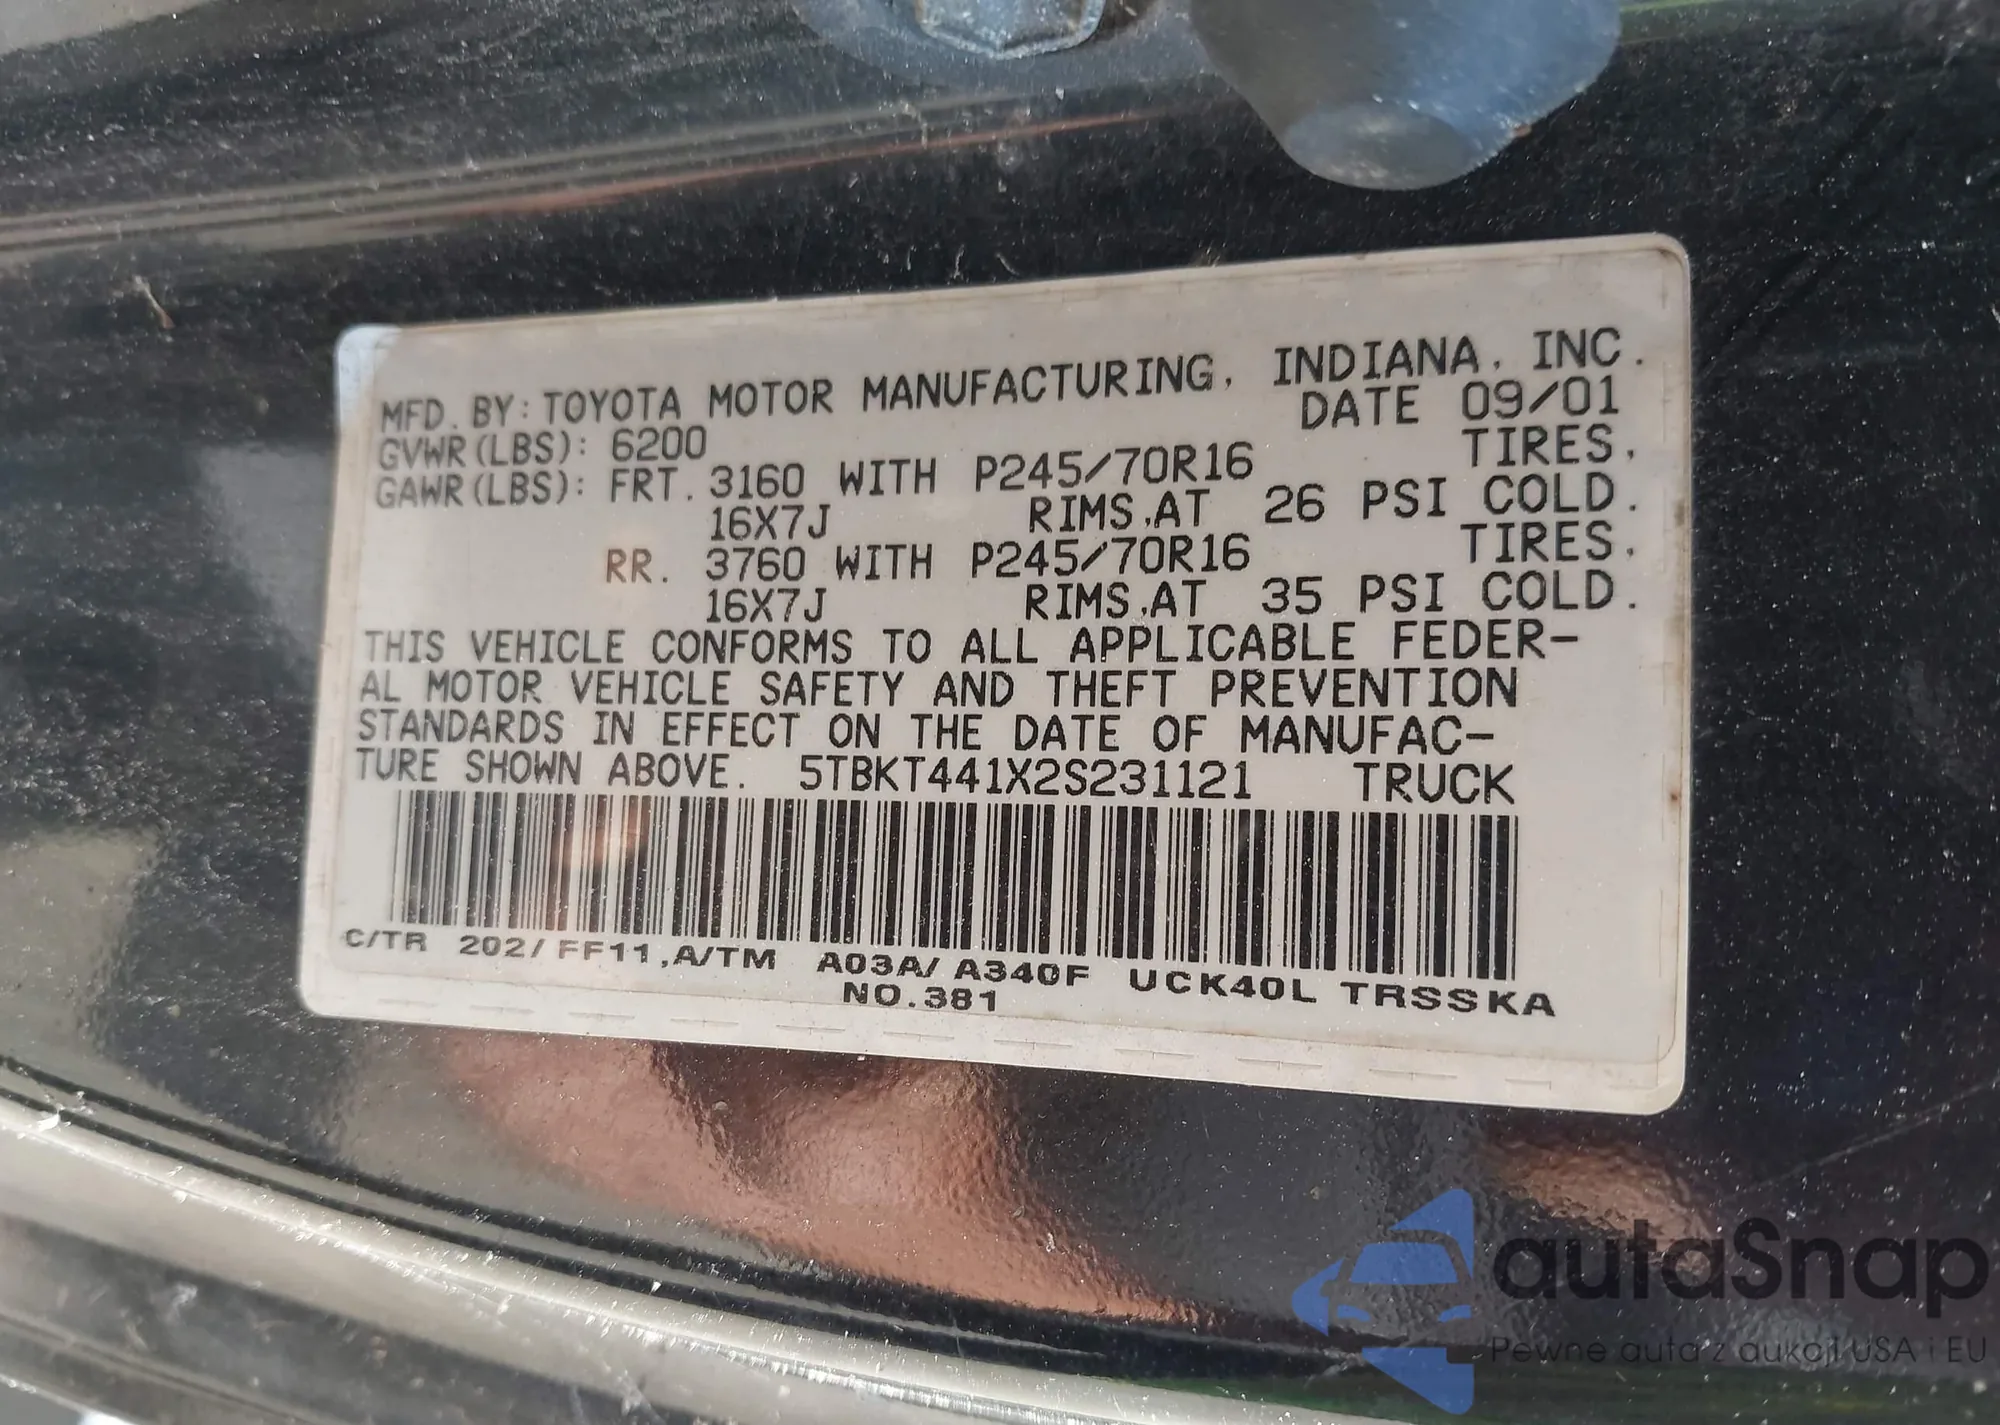 MFD. BY: TOYOTA MOTOR MANUFACTURING, INDIANA, INC.
DATE 09/01
GVWR(LBS): 6200
GAWR(LBS): FRT. 3160 WITH P245/70R16 TIRES,
16X7J RIMS,AT 26 PSI COLD.
RR. 3760 WITH P245/70R16 TIRES,
16X7J RIMS,AT 35 PSI COLD.
THIS VEHICLE CONFORMS TO ALL APPLICABLE FEDER-
AL MOTOR VEHICLE SAFETY AND THEFT PREVENTION
STANDARDS IN EFFECT ON THE DATE OF MANUFAC-
TURE SHOWN ABOVE. 5TBKT441X2S231121 TRUCK
C/TR 202/FF11,A/TM A03A/A340F UCK40L TRSSKA
NO.381
autaSnap
Pewne auta z aukcji USA i EU